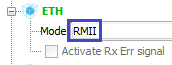 ETH
Mode RMII
Activate Rx Err signal